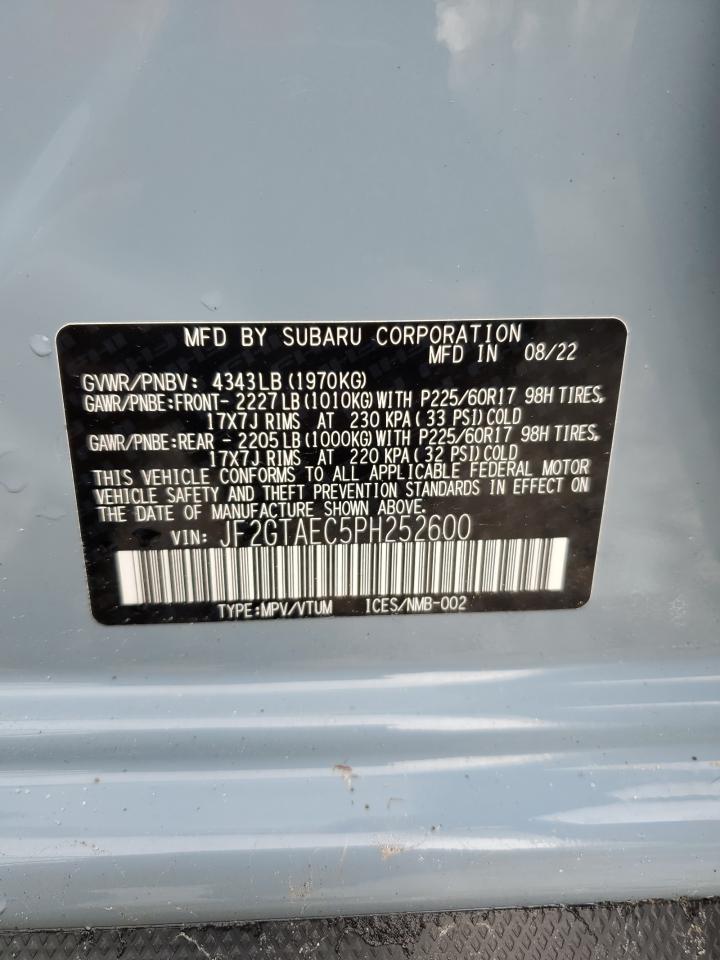 MFD BY SUBARU CORPORATION
MFD IN 08/22
GVWR/PNBV: 4343LB (1970KG)
GAWR/PNBE:FRONT- 2227LB (1010KG)WITH P225/60R17 98H TIRES,
17X7J RIMS AT 230 KPA (33 PSI)COLD
GAWR/PNBE:REAR - 2205LB (1000KG)WITH P225/60R17 98H TIRES,
17X7J RIMS AT 220 KPA (32 PSI)COLD
THIS VEHICLE CONFORMS TO ALL APPLICABLE FEDERAL MOTOR
VEHICLE SAFETY AND THEFT PREVENTION STANDARDS IN EFFECT ON
THE DATE OF MANUFACTURE SHOWN ABOVE.
VIN: JF2GTAEC5PH252600
TYPE:MPV/VTUM ICES/NMB-002